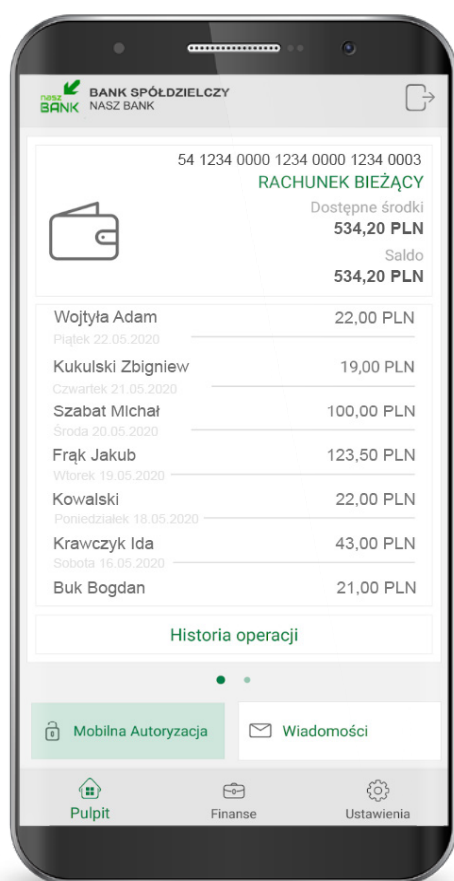 nasz BANK
BANK SPÓŁDZIELCZY
NASZ BANK
54 1234 0000 1234 0000 1234 0003
RACHUNEK BIEŻĄCY
Dostępne środki
534,20 PLN
Saldo
534,20 PLN
Wojtyła Adam 22,00 PLN
Piątek 22.05.2020
Kukulski Zbigniew 19,00 PLN
Czwartek 21.05.2020
Szabat MIchał 100,00 PLN
Środa 20.05.2020
Frąk Jakub 123,50 PLN
Wtorek 19.05.2020
Kowalski 22,00 PLN
Poniedziałek 18.05.2020
Krawczyk Ida 43,00 PLN
Sobota 16.05.2020
Buk Bogdan 21,00 PLN
Historia operacji
Mobilna Autoryzacja Wiadomości
Pulpit Finanse Ustawienia